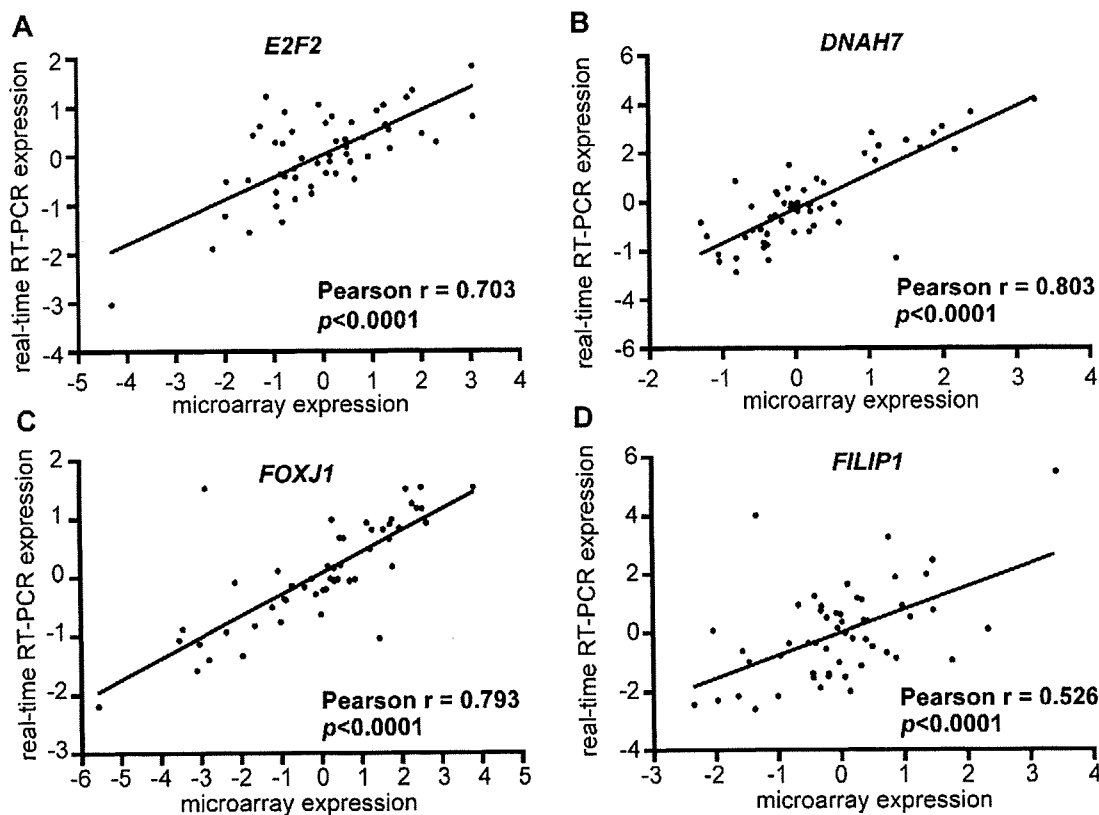 A
E2F2
real-time RT-PCR expression
2
1
0
-1
-2
-3
-4
-5 -4 -3 -2 -1 0 1 2 3 4
microarray expression
Pearson r = 0.703
p<0.0001
B
DNAH7
real-time RT-PCR expression
6
4
2
0
-1
-4
-6
-2 -1 0 1 2 3 4
microarray expression
Pearson r = 0.803
p<0.0001
C
FOXJ1
real-time RT-PCR expression
2
1
0
-1
-2
-3
-6 -5 -4 -3 -2 -1 0 1 2 3 4 5
microarray expression
Pearson r = 0.793
p<0.0001
D
FILIP1
real-time RT-PCR expression
6
4
2
0
-2
-4
-3 -2 -1 0 1 2 3 4
microarray expression
Pearson r = 0.526
p<0.0001